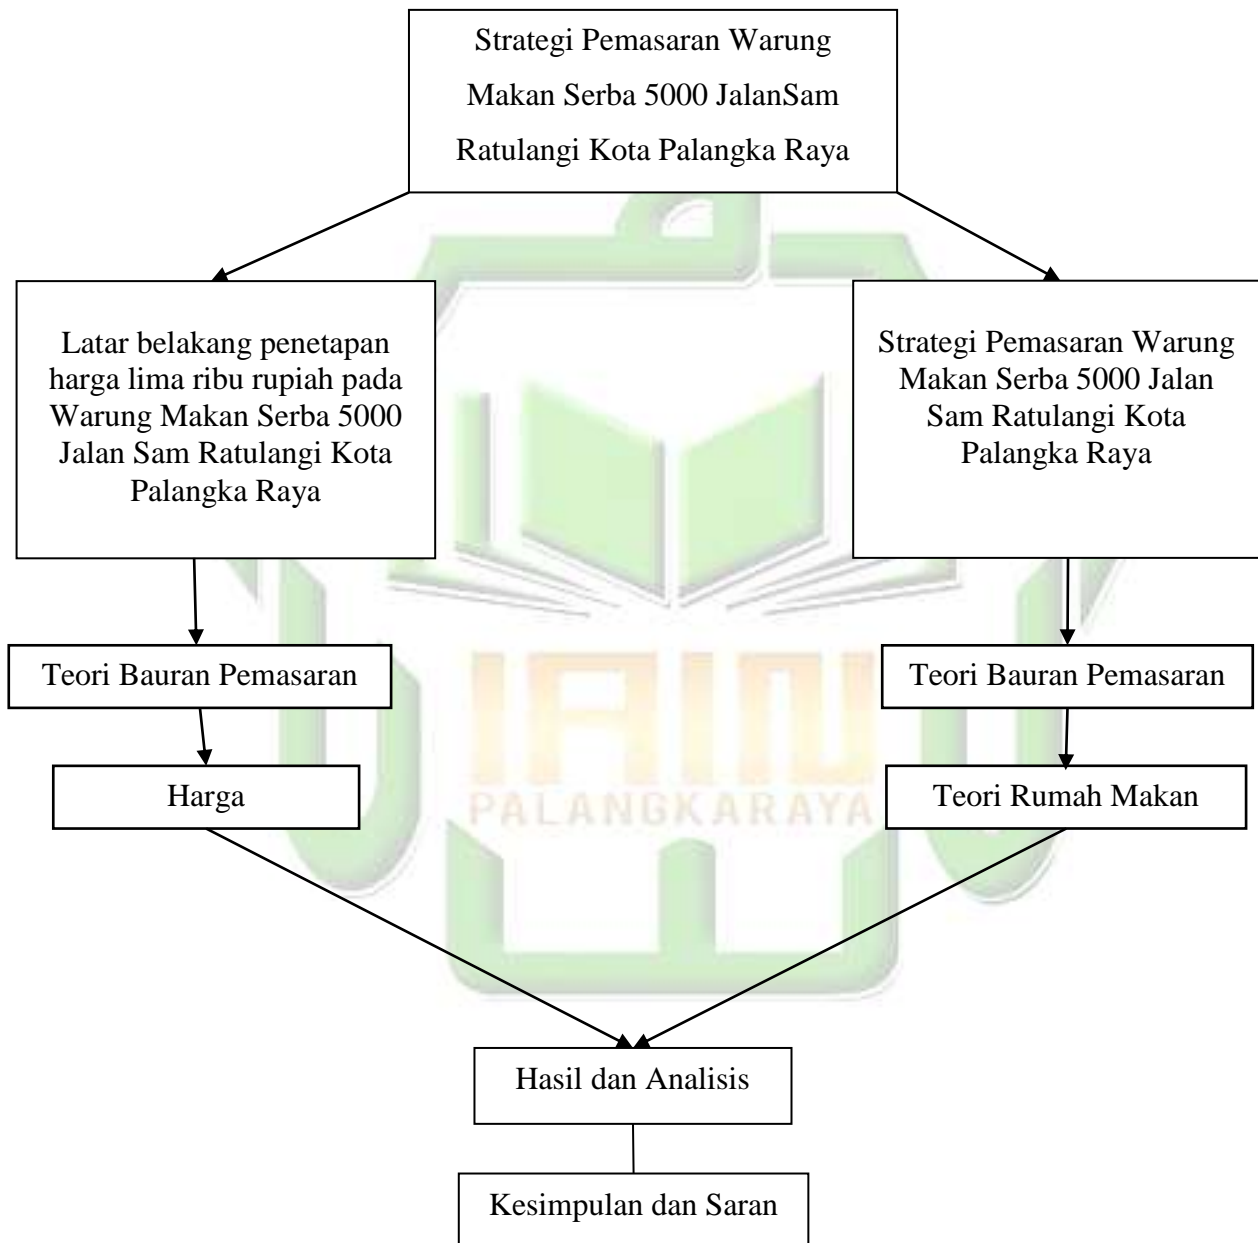 Strategi Pemasaran Warung
Makan Serba 5000 JalanSam
Ratulangi Kota Palangka Raya
Latar belakang penetapan
harga lima ribu rupiah pada
Warung Makan Serba 5000
Jalan Sam Ratulangi Kota
Palangka Raya
Strategi Pemasaran Warung
Makan Serba 5000 Jalan
Sam Ratulangi Kota
Palangka Raya
Teori Bauran Pemasaran
Teori Bauran Pemasaran
Harga
Teori Rumah Makan
IAIN
PALANGKARAYA
Hasil dan Analisis
Kesimpulan dan Saran